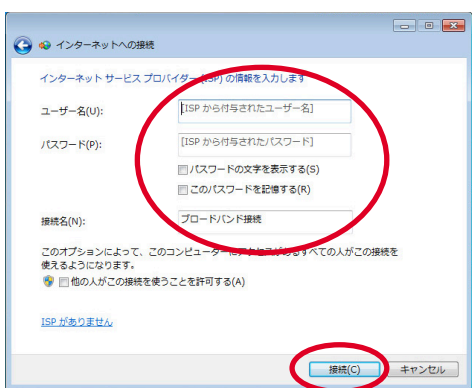 インターネットへの接続
インターネット サービス プロバイダー (ISP) の情報を入力します
ユーザー名(U):
[ISP から付与されたユーザー名]
パスワード(P):
[ISP から付与されたパスワード]
パスワードの文字を表示する(S)
このパスワードを記憶する(R)
接続名(N):
ブロードバンド接続
このオプションによって、このコンピューターにアクセスがあるすべての人がこの接続を
使えるようになります。
他の人がこの接続を使うことを許可する(A)
ISP がありません
接続(C)
キャンセル